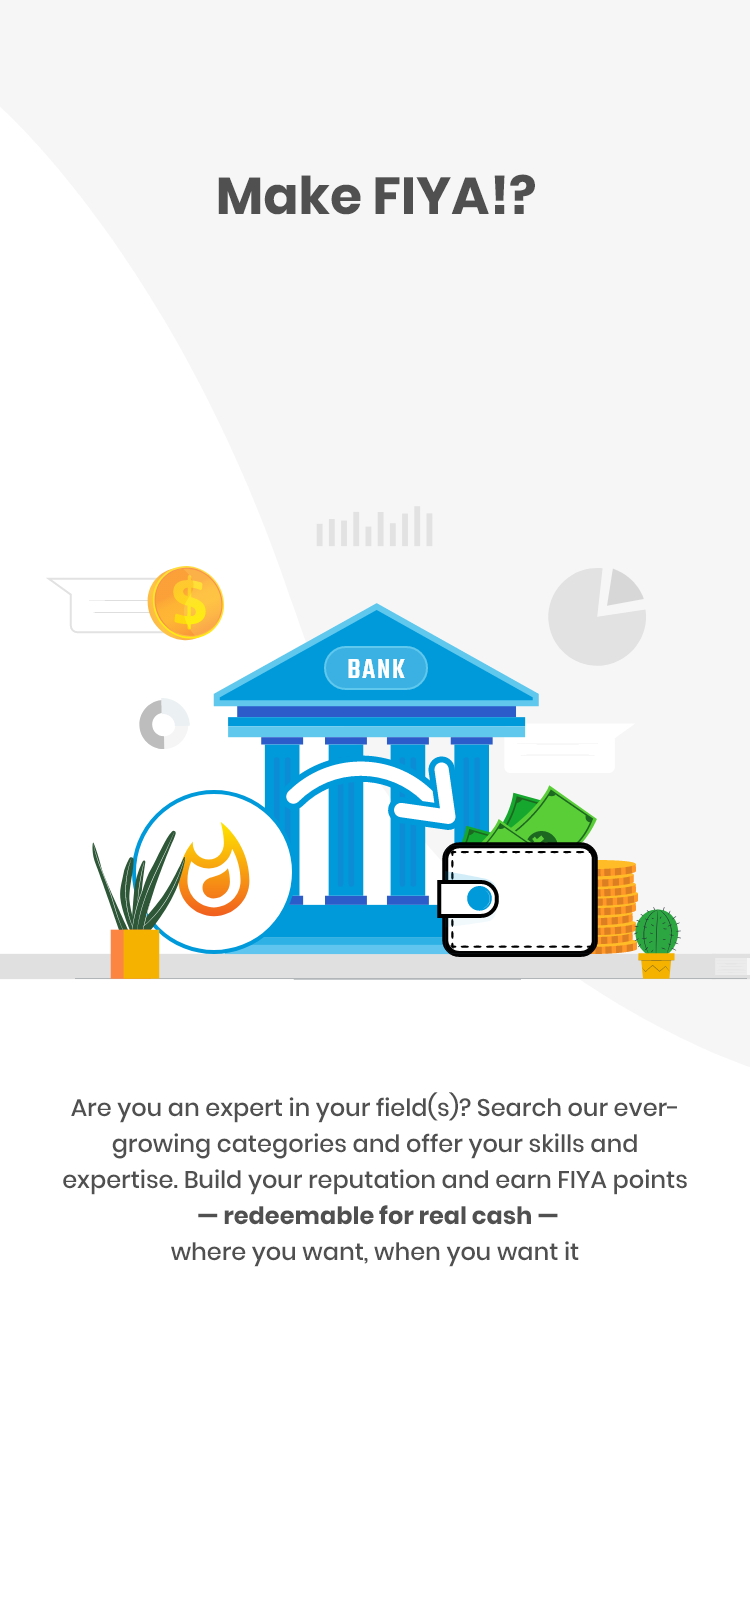 Make FIYA!?
$
BANK
Are you an expert in your field(s)? Search our ever-
growing categories and offer your skills and
expertise. Build your reputation and earn FIYA points
— redeemable for real cash —
where you want, when you want it